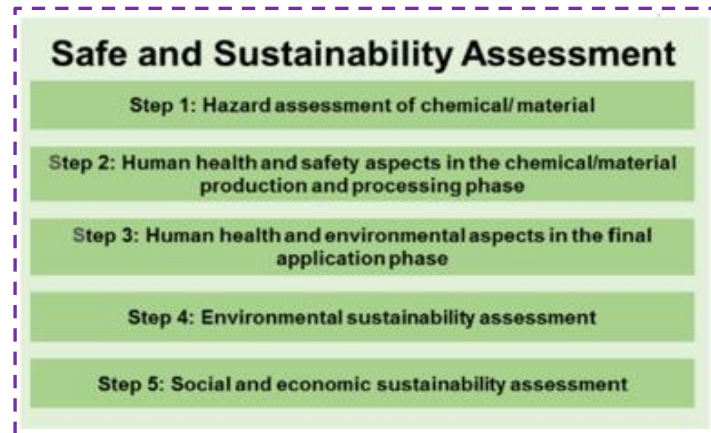 Safe and Sustainability Assessment
Step 1: Hazard assessment of chemical/ material
Step 2: Human health and safety aspects in the chemical/material
production and processing phase
Step 3: Human health and environmental aspects in the final
application phase
Step 4: Environmental sustainability assessment
Step 5: Social and economic sustainability assessment